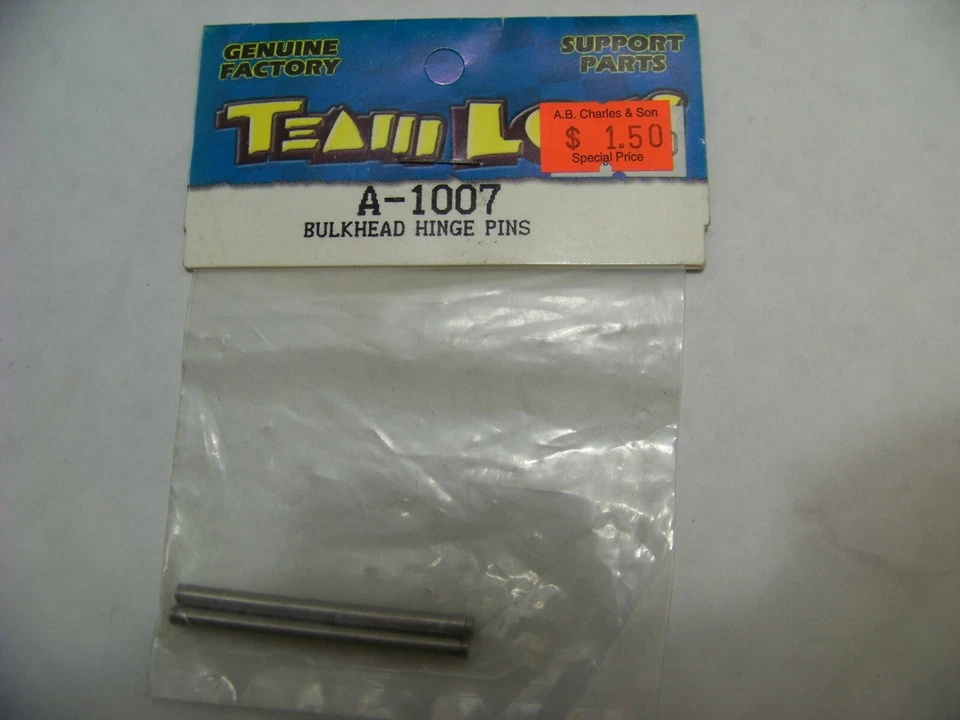 GENUINE
FACTORY
SUPPORT
PARTS
TEAM
A.B. Charles & Son
$ 1.50
Special Price
A-1007
BULKHEAD HINGE PINS